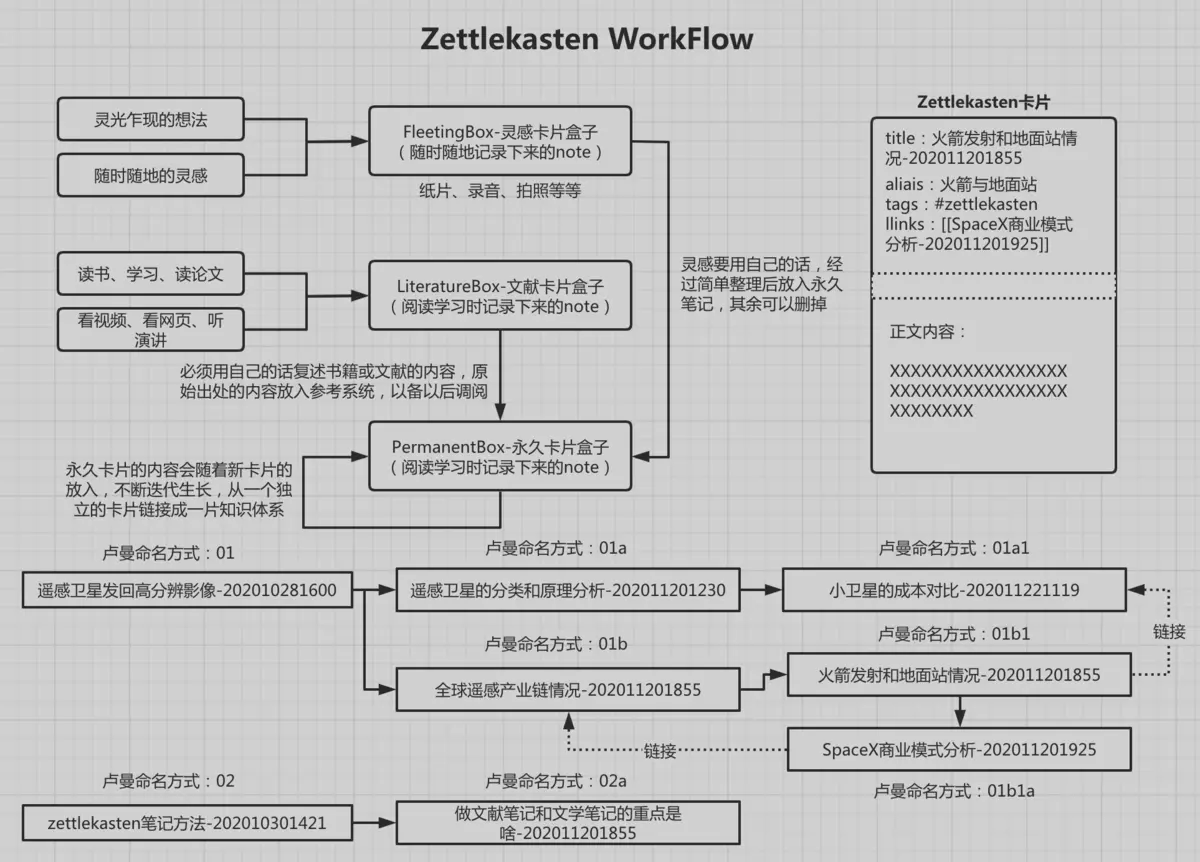 Zettlekasten WorkFlow
灵光乍现的想法
随时随地的灵感
FleetingBox-灵感卡片盒子
（随时随地记录下来的note）
纸片、录音、拍照等等
读书、学习、读论文
看视频、看网页、听
演讲
LiteratureBox-文献卡片盒子
（阅读学习时记录下来的note）
灵感要用自己的话，经
过简单整理后放入永久
笔记，其余可以删掉
必须用自己的话复述书籍或文献的内容，原
始出处的内容放入参考系统，以备以后调阅
PermanentBox-永久卡片盒子
（阅读学习时记录下来的note）
永久卡片的内容会随着新卡片的
放入，不断迭代生长，从一个独
立的卡片链接成一片知识体系
Zettlekasten卡片
title：火箭发射和地面站情
况-202011201855
aliais：火箭与地面站
tags：#zettlekasten
llinks：[[SpaceX商业模式
分析-202011201925]]
正文内容：
XXXXXXXXXXXXXXXXX
XXXXXXXXXXXXXXXXX
XXXXXXXX
卢曼命名方式：01
遥感卫星发回高分辨影像-202010281600
卢曼命名方式：01a
遥感卫星的分类和原理分析-202011201230
卢曼命名方式：01a1
小卫星的成本对比-202011221119
链接
卢曼命名方式：01b
全球遥感产业链情况-202011201855
卢曼命名方式：01b1
火箭发射和地面站情况-202011201855
链接
SpaceX商业模式分析-202011201925
卢曼命名方式：01b1a
卢曼命名方式：02
zettlekasten笔记方法-202010301421
卢曼命名方式：02a
做文献笔记和文学笔记的重点是
啥-202011201855